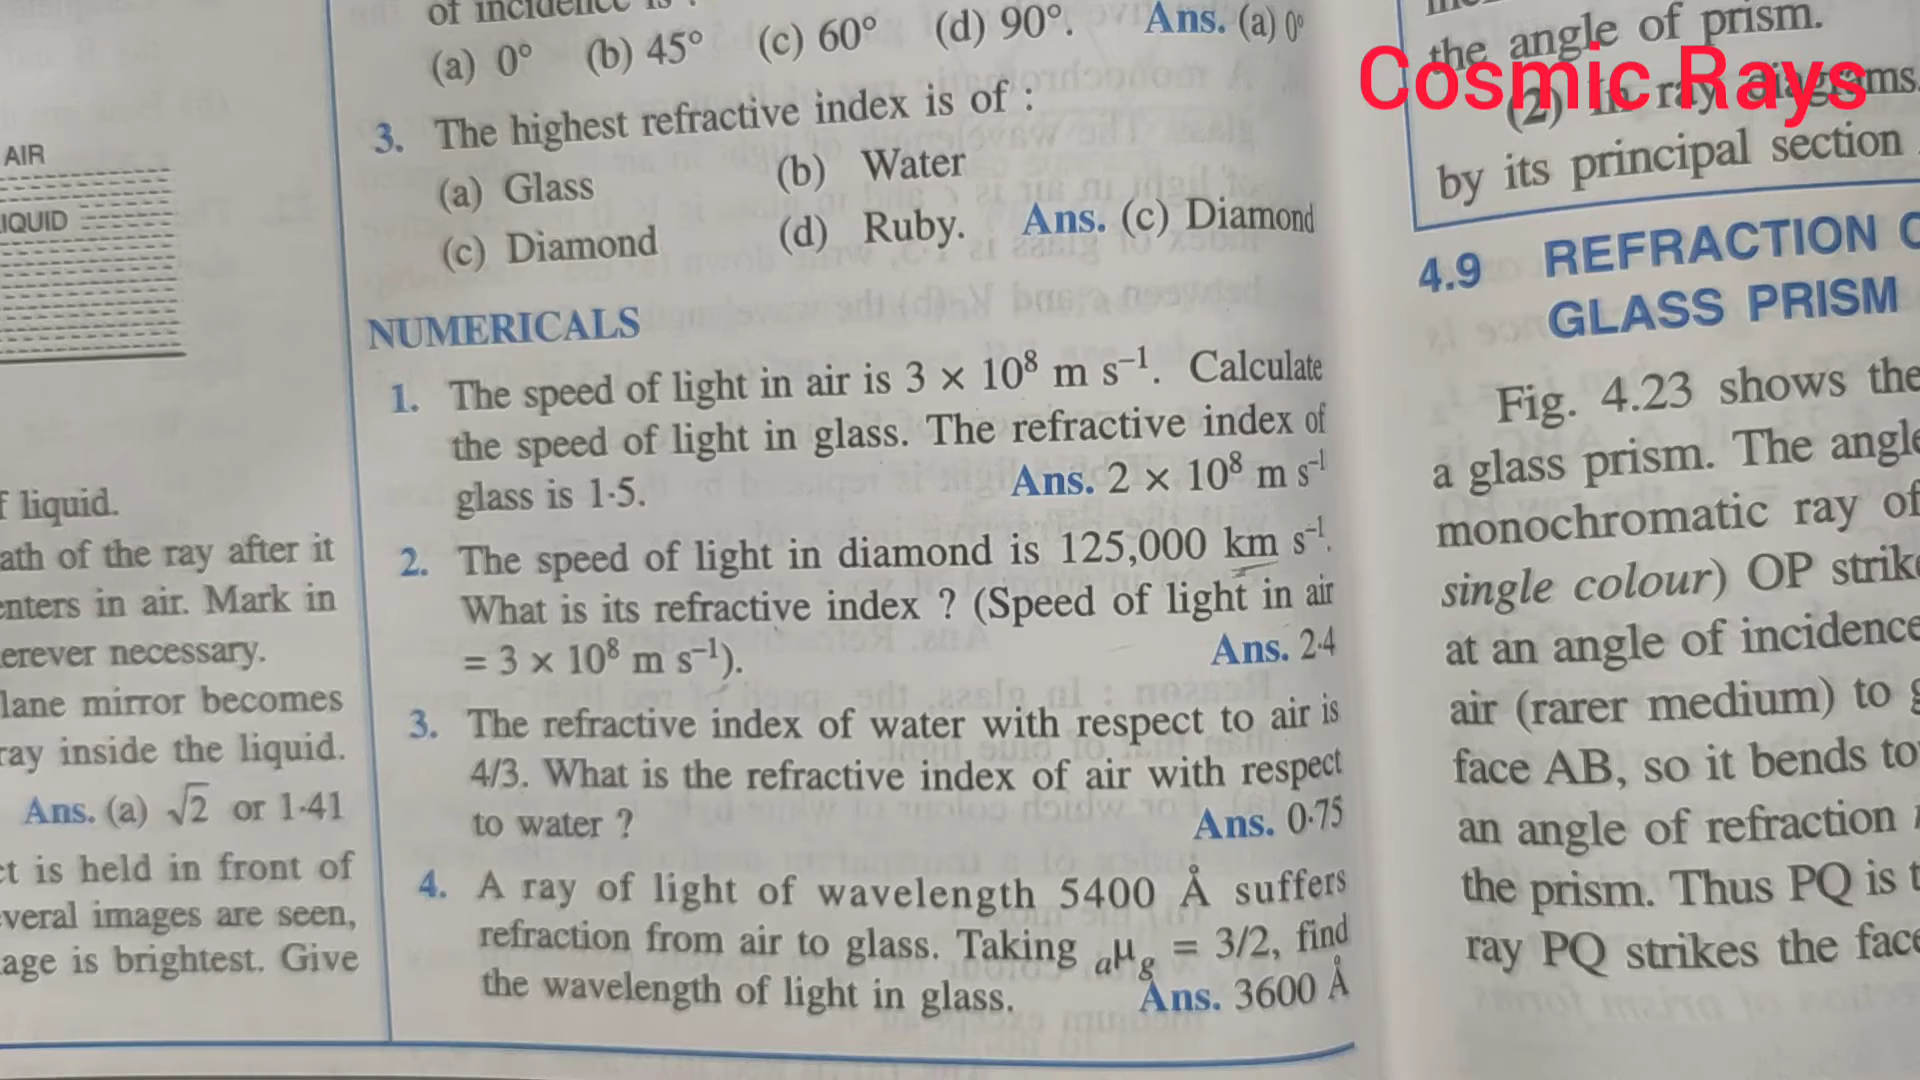 AIR
IQUID
f liquid.
ath of the ray after it
enters in air. Mark in
erever necessary.
lane mirror becomes
ray inside the liquid.
Ans. (a) √2 or 1·41
ct is held in front of
everal images are seen,
age is brightest. Give
of incidence is :
(a) 0° (b) 45° (c) 60° (d) 90°. Ans. (a) 0°
3. The highest refractive index is of :
(a) Glass (b) Water
(c) Diamond (d) Ruby. Ans. (c) Diamond
NUMERICALS
1. The speed of light in air is 3 × 10⁸ m s⁻¹. Calculate
the speed of light in glass. The refractive index of
glass is 1·5. Ans. 2 × 10⁸ m s⁻¹
2. The speed of light in diamond is 125,000 km s⁻¹.
What is its refractive index ? (Speed of light in air
= 3 × 10⁸ m s⁻¹). Ans. 2·4
3. The refractive index of water with respect to air is
4/3. What is the refractive index of air with respect
to water ? Ans. 0·75
4. A ray of light of wavelength 5400 Å suffers
refraction from air to glass. Taking ₐμg = 3/2, find
the wavelength of light in glass. Ans. 3600 Å
the angle of prism.
Cosmic Rays
(2) In ray diagrams
by its principal section
4.9 REFRACTION
GLASS PRISM
Fig. 4.23 shows the
a glass prism. The angle
monochromatic ray of
single colour) OP strike
at an angle of incidence
air (rarer medium) to g
face AB, so it bends to
an angle of refraction
the prism. Thus PQ is t
ray PQ strikes the face